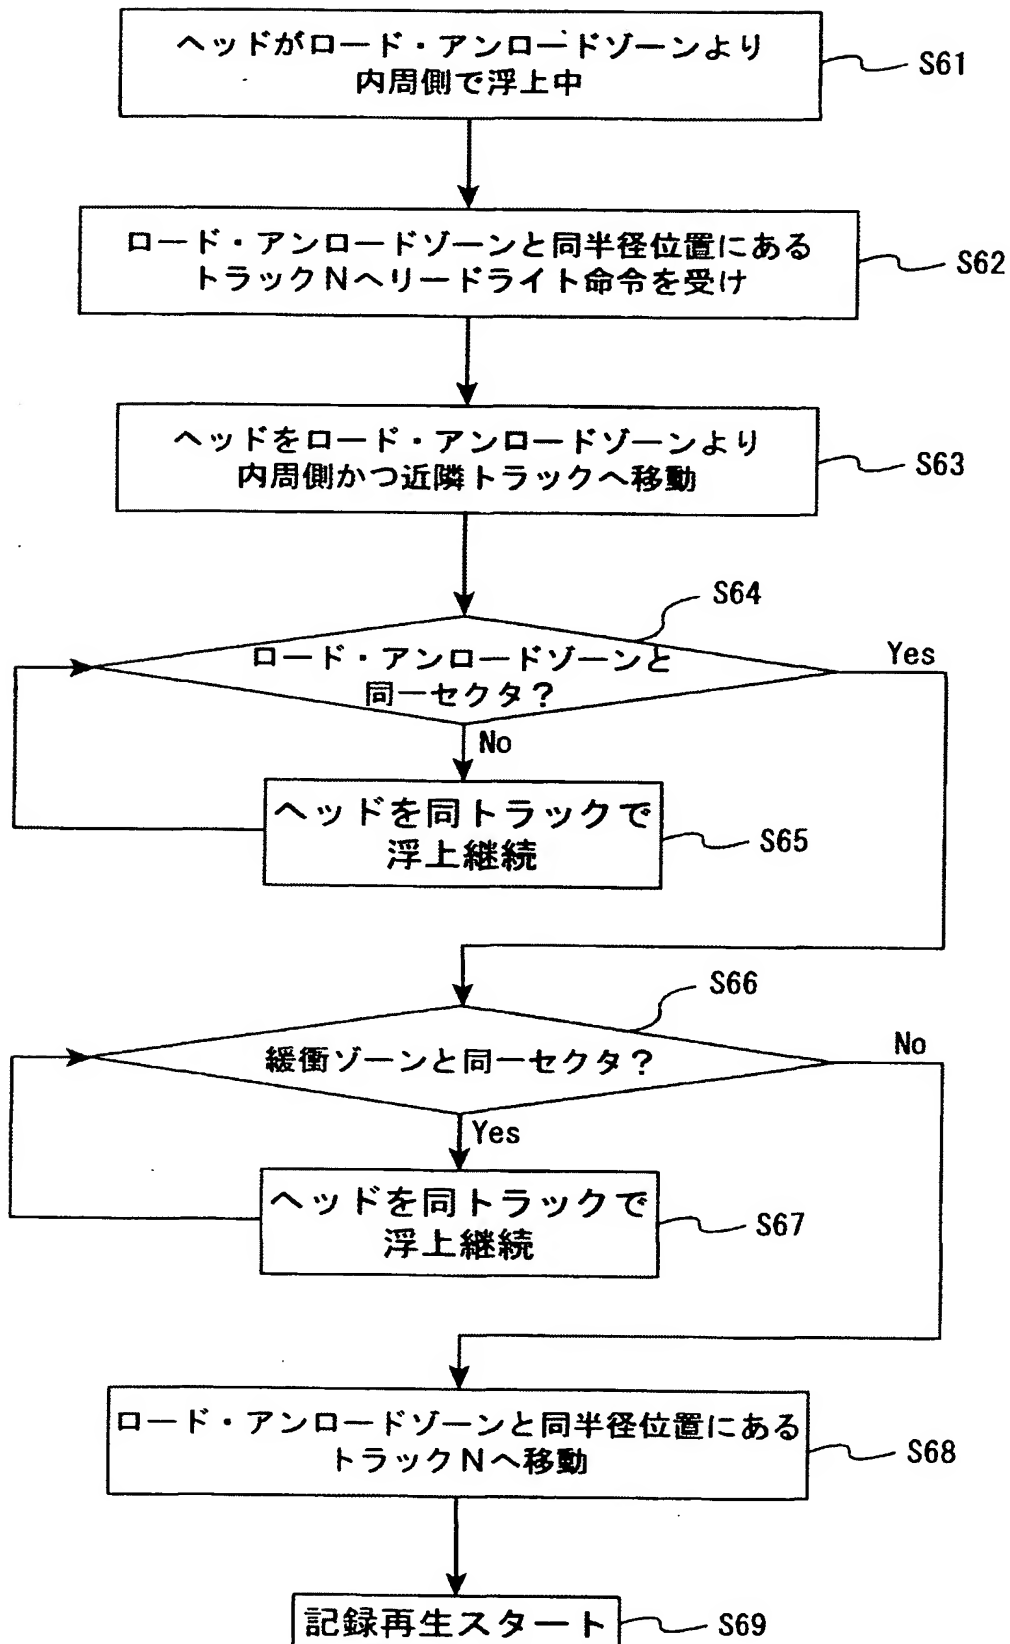 ヘッドがロード・アンロードゾーンより
内周側で浮上中
S61
ロード・アンロードゾーンと同半径位置にある
トラックNへリードライト命令を受け
S62
ヘッドをロード・アンロードゾーンより
内周側かつ近隣トラックへ移動
S63
S64
ロード・アンロードゾーンと
同一セクタ?
Yes
No
ヘッドを同トラックで
浮上継続
S65
S66
緩衝ゾーンと同一セクタ?
No
Yes
ヘッドを同トラックで
浮上継続
S67
ロード・アンロードゾーンと同半径位置にある
トラックNへ移動
S68
記録再生スタート
S69